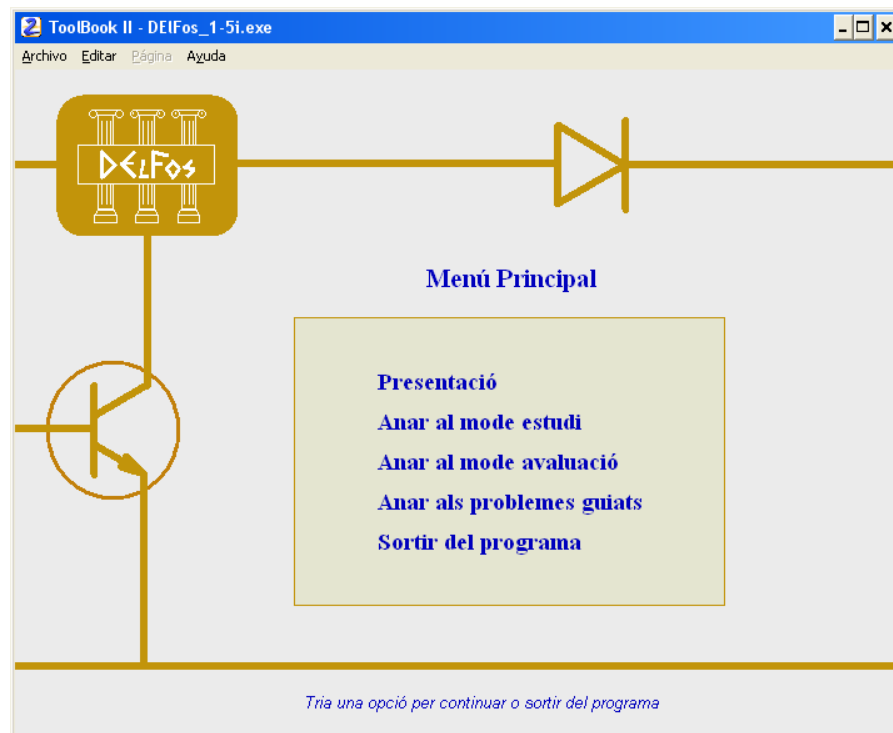 ToolBook II - DElFos_1-5i.exe
Archivo Editar Página Ayuda
DELFOS
Menú Principal
Presentació
Anar al mode estudi
Anar al mode avaluació
Anar als problemes guiats
Sortir del programa
Tria una opció per continuar o sortir del programa